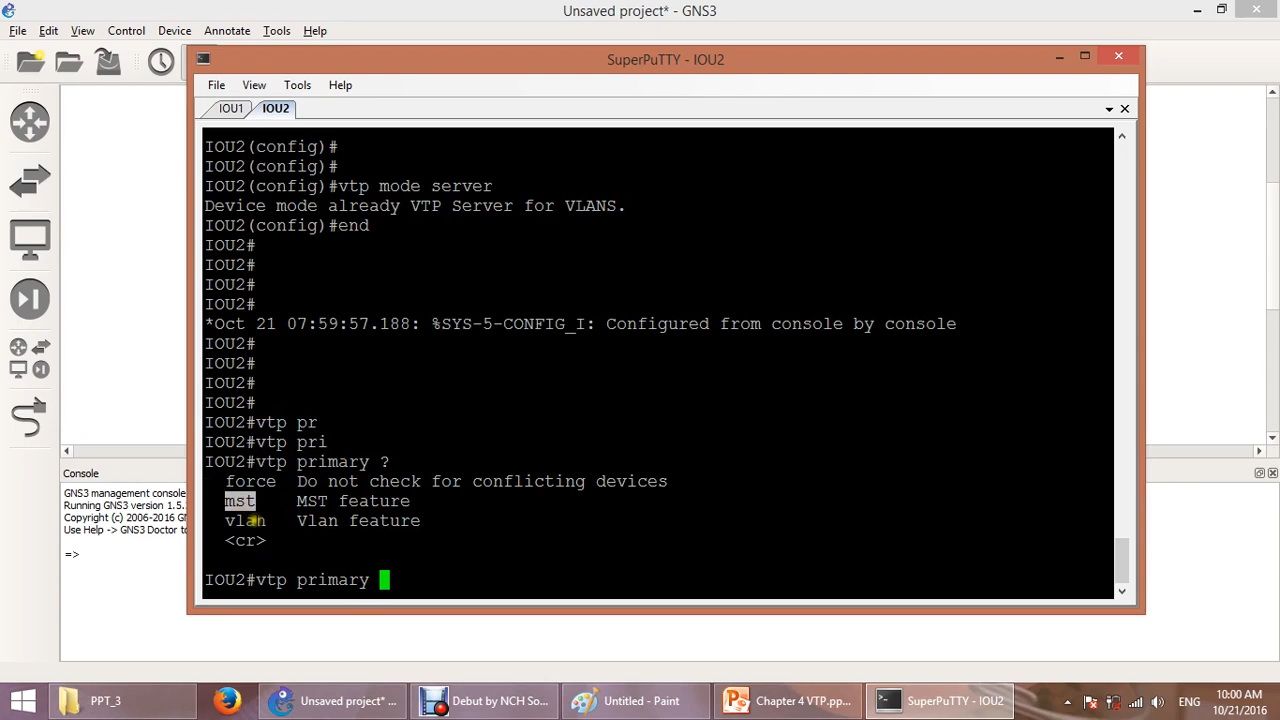 Unsaved project* - GNS3
File Edit View Control Device Annotate Tools Help
SuperPuTTY - IOU2
File View Tools Help
IOU1 IOU2
IOU2(config)#
IOU2(config)#
IOU2(config)#vtp mode server
Device mode already VTP Server for VLANS.
IOU2(config)#end
IOU2#
IOU2#
IOU2#
IOU2#
*Oct 21 07:59:57.188: %SYS-5-CONFIG_I: Configured from console by console
IOU2#
IOU2#
IOU2#
IOU2#
IOU2#vtp pr
IOU2#vtp pri
IOU2#vtp primary ?
force Do not check for conflicting devices
mst MST feature
vlan Vlan feature
<cr>
IOU2#vtp primary
Console
GNS3 management console
Running GNS3 version 1.5.
Copyright (c) 2006-2016 GN
Use Help -> GNS3 Doctor to
=>
PPT_3
Unsaved project* ...
Debut by NCH So...
Untitled - Paint
Chapter 4 VTP.pp...
SuperPuTTY - IOU2
ENG
10:00 AM
10/21/2016